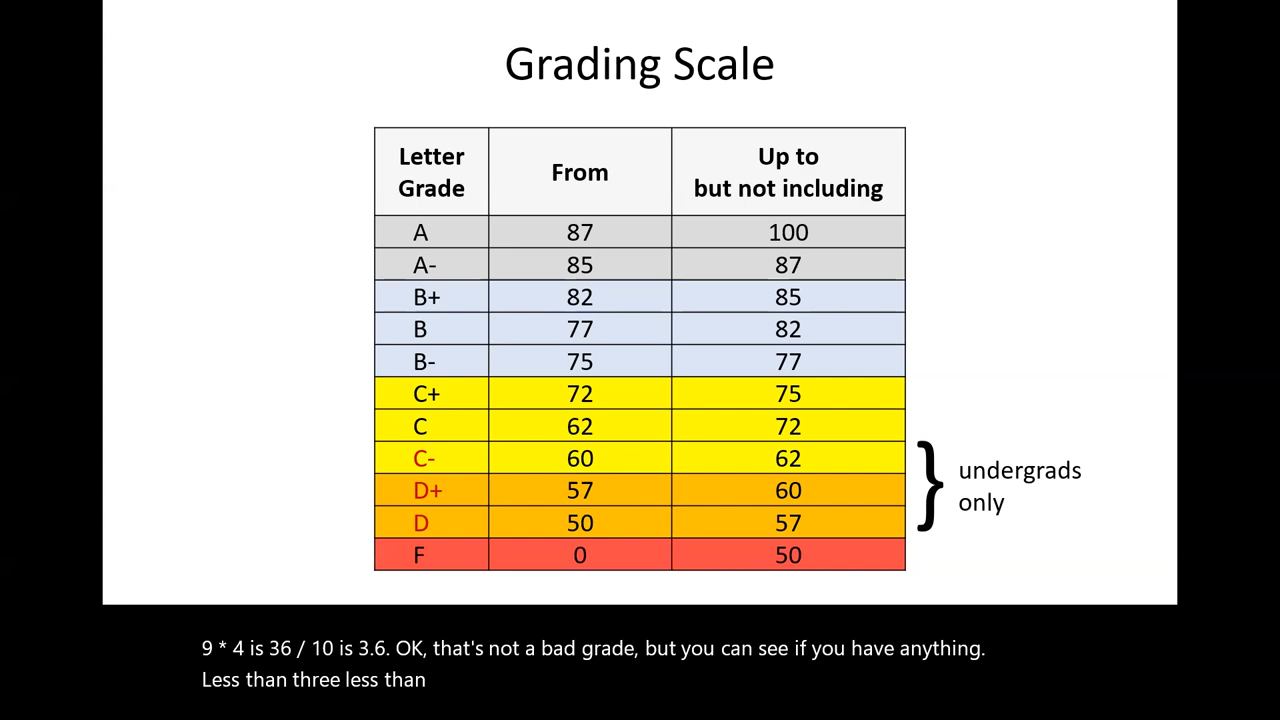 Grading Scale
Letter Grade From Up to but not including
A 87 100
A- 85 87
B+ 82 85
B 77 82
B- 75 77
C+ 72 75
C 62 72
C- 60 62
D+ 57 60
D 50 57
F 0 50
undergrads
only
9 * 4 is 36 / 10 is 3.6. OK, that's not a bad grade, but you can see if you have anything.
Less than three less than